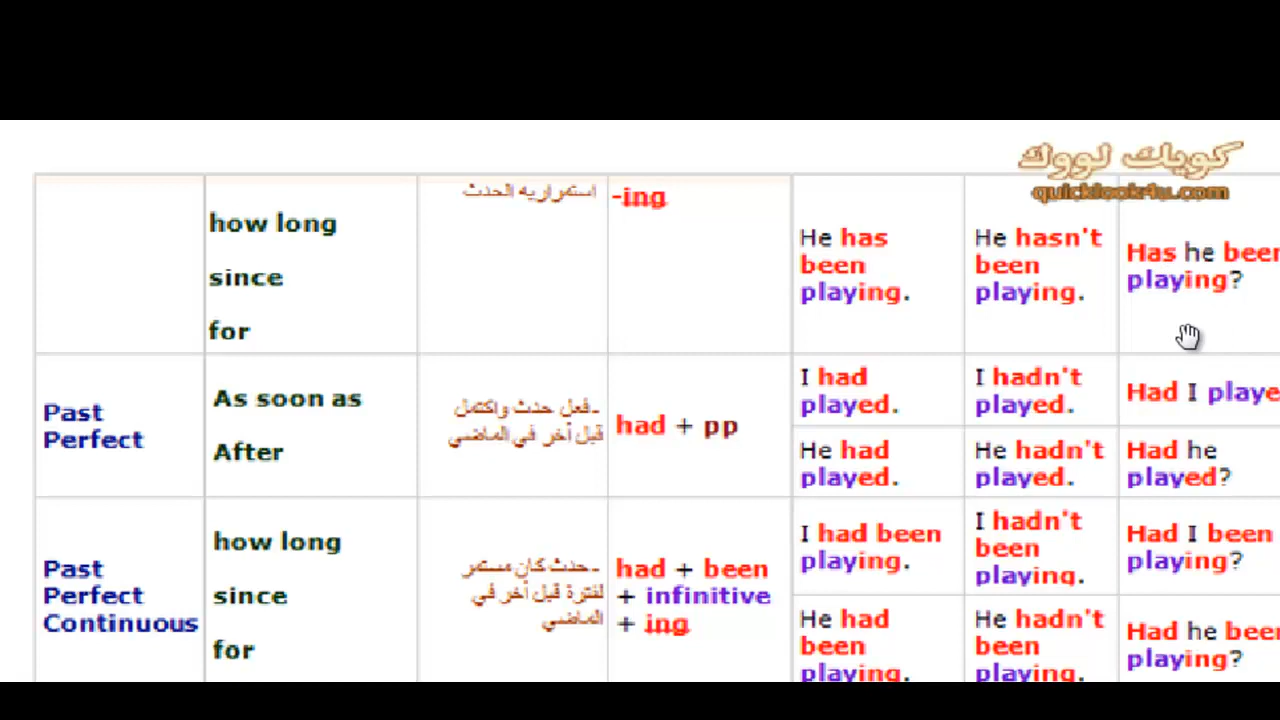 كويك لووك
quicklook4u.com
استمراريه الحدث
-ing
how long
since
for
He has
been
playing.
He hasn't
been
playing.
Has he been
playing?
Past
Perfect
As soon as
After
- فعل حدث واكتمل
قبل أخر في الماضي
had + pp
I had
played.
I hadn't
played.
Had I playe
He had
played.
He hadn't
played.
Had he
played?
Past
Perfect
Continuous
how long
since
for
- حدث كان مستمر
لفترة قبل أخر في
الماضي
had + been
+ infinitive
+ ing
I had been
playing.
I hadn't
been
playing.
Had I been
playing?
He had
been
playing.
He hadn't
been
playing.
Had he been
playing?